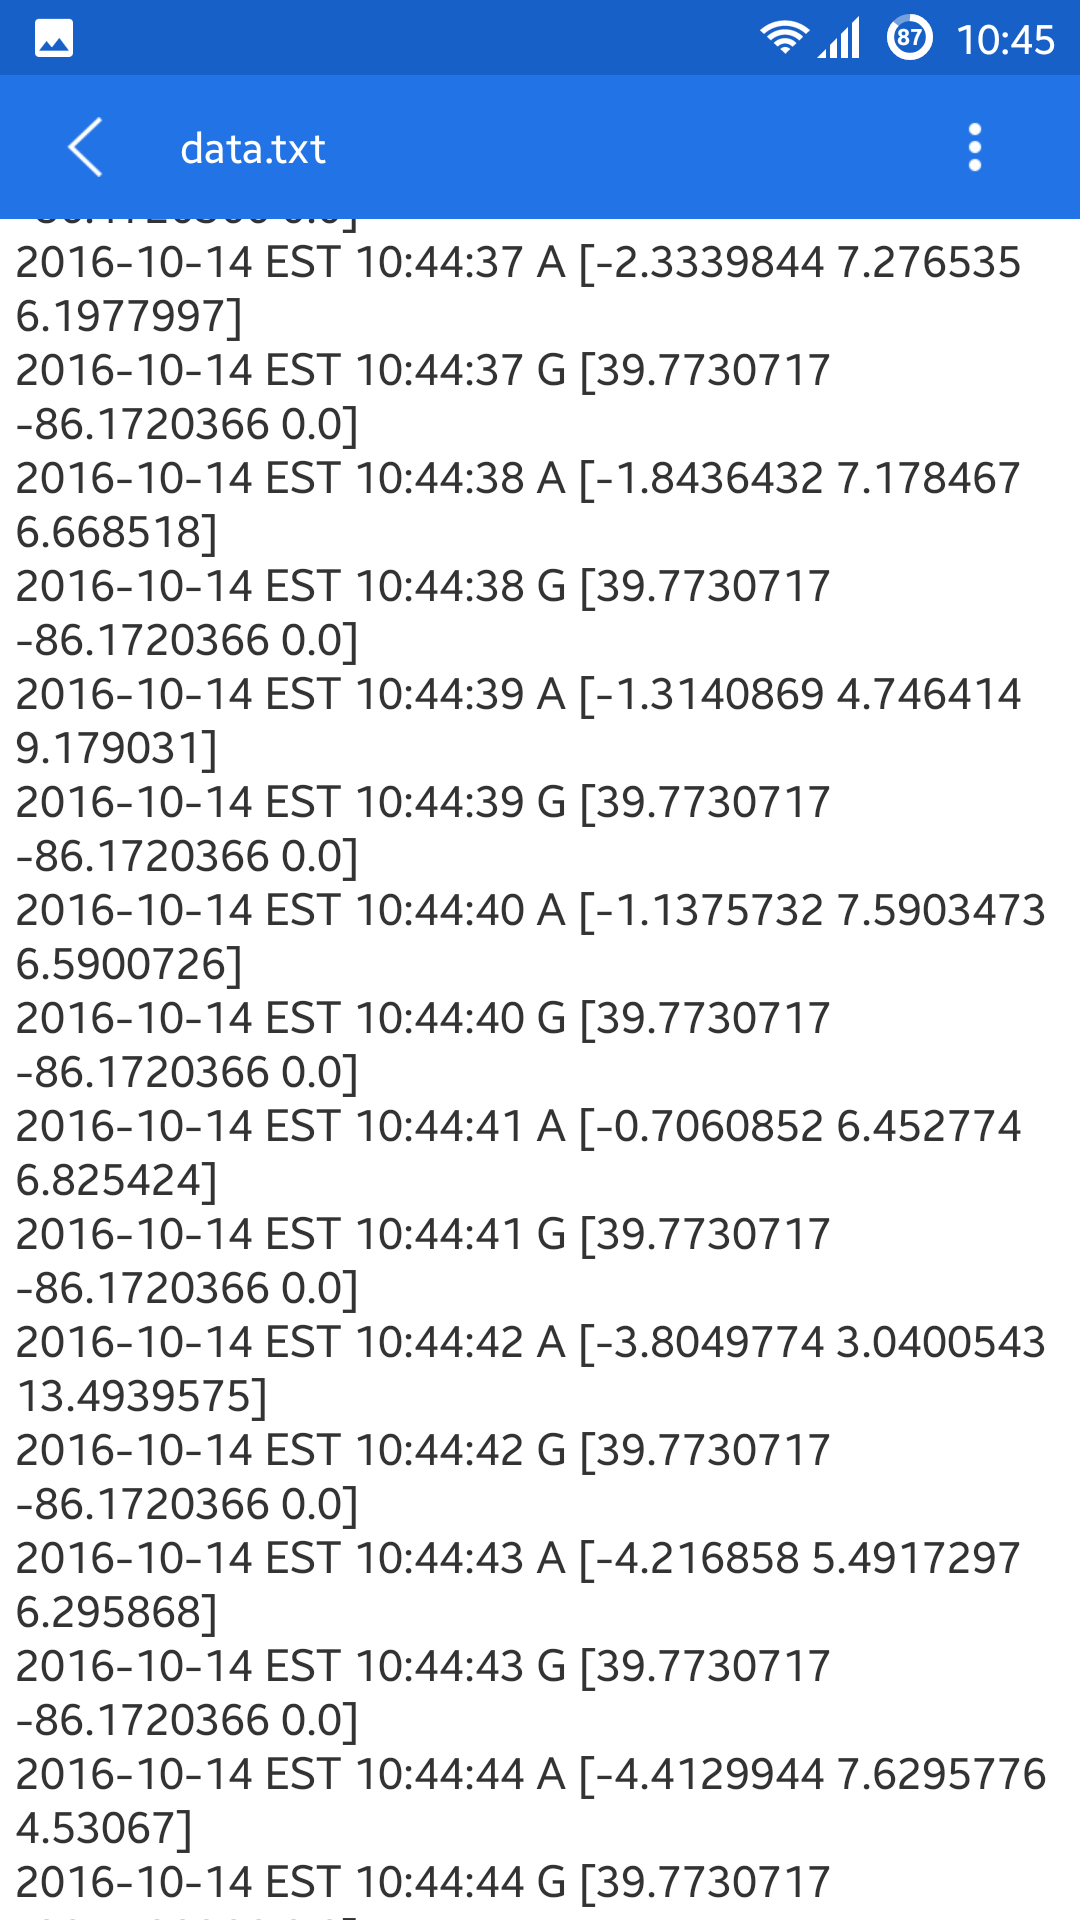 87 10:45
data.txt
2016-10-14 EST 10:44:37 A [-2.3339844 7.276535
6.1977997]
2016-10-14 EST 10:44:37 G [39.7730717
-86.1720366 0.0]
2016-10-14 EST 10:44:38 A [-1.8436432 7.178467
6.668518]
2016-10-14 EST 10:44:38 G [39.7730717
-86.1720366 0.0]
2016-10-14 EST 10:44:39 A [-1.3140869 4.746414
9.179031]
2016-10-14 EST 10:44:39 G [39.7730717
-86.1720366 0.0]
2016-10-14 EST 10:44:40 A [-1.1375732 7.5903473
6.5900726]
2016-10-14 EST 10:44:40 G [39.7730717
-86.1720366 0.0]
2016-10-14 EST 10:44:41 A [-0.7060852 6.452774
6.825424]
2016-10-14 EST 10:44:41 G [39.7730717
-86.1720366 0.0]
2016-10-14 EST 10:44:42 A [-3.8049774 3.0400543
13.4939575]
2016-10-14 EST 10:44:42 G [39.7730717
-86.1720366 0.0]
2016-10-14 EST 10:44:43 A [-4.216858 5.4917297
6.295868]
2016-10-14 EST 10:44:43 G [39.7730717
-86.1720366 0.0]
2016-10-14 EST 10:44:44 A [-4.4129944 7.6295776
4.53067]
2016-10-14 EST 10:44:44 G [39.7730717